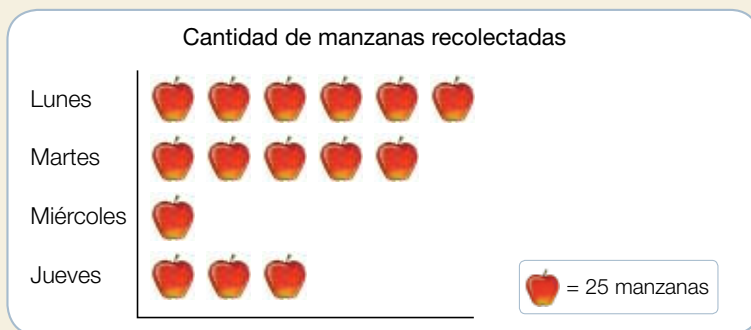 Cantidad de manzanas recolectadas
Lunes
Martes
Miércoles
Jueves
= 25 manzanas